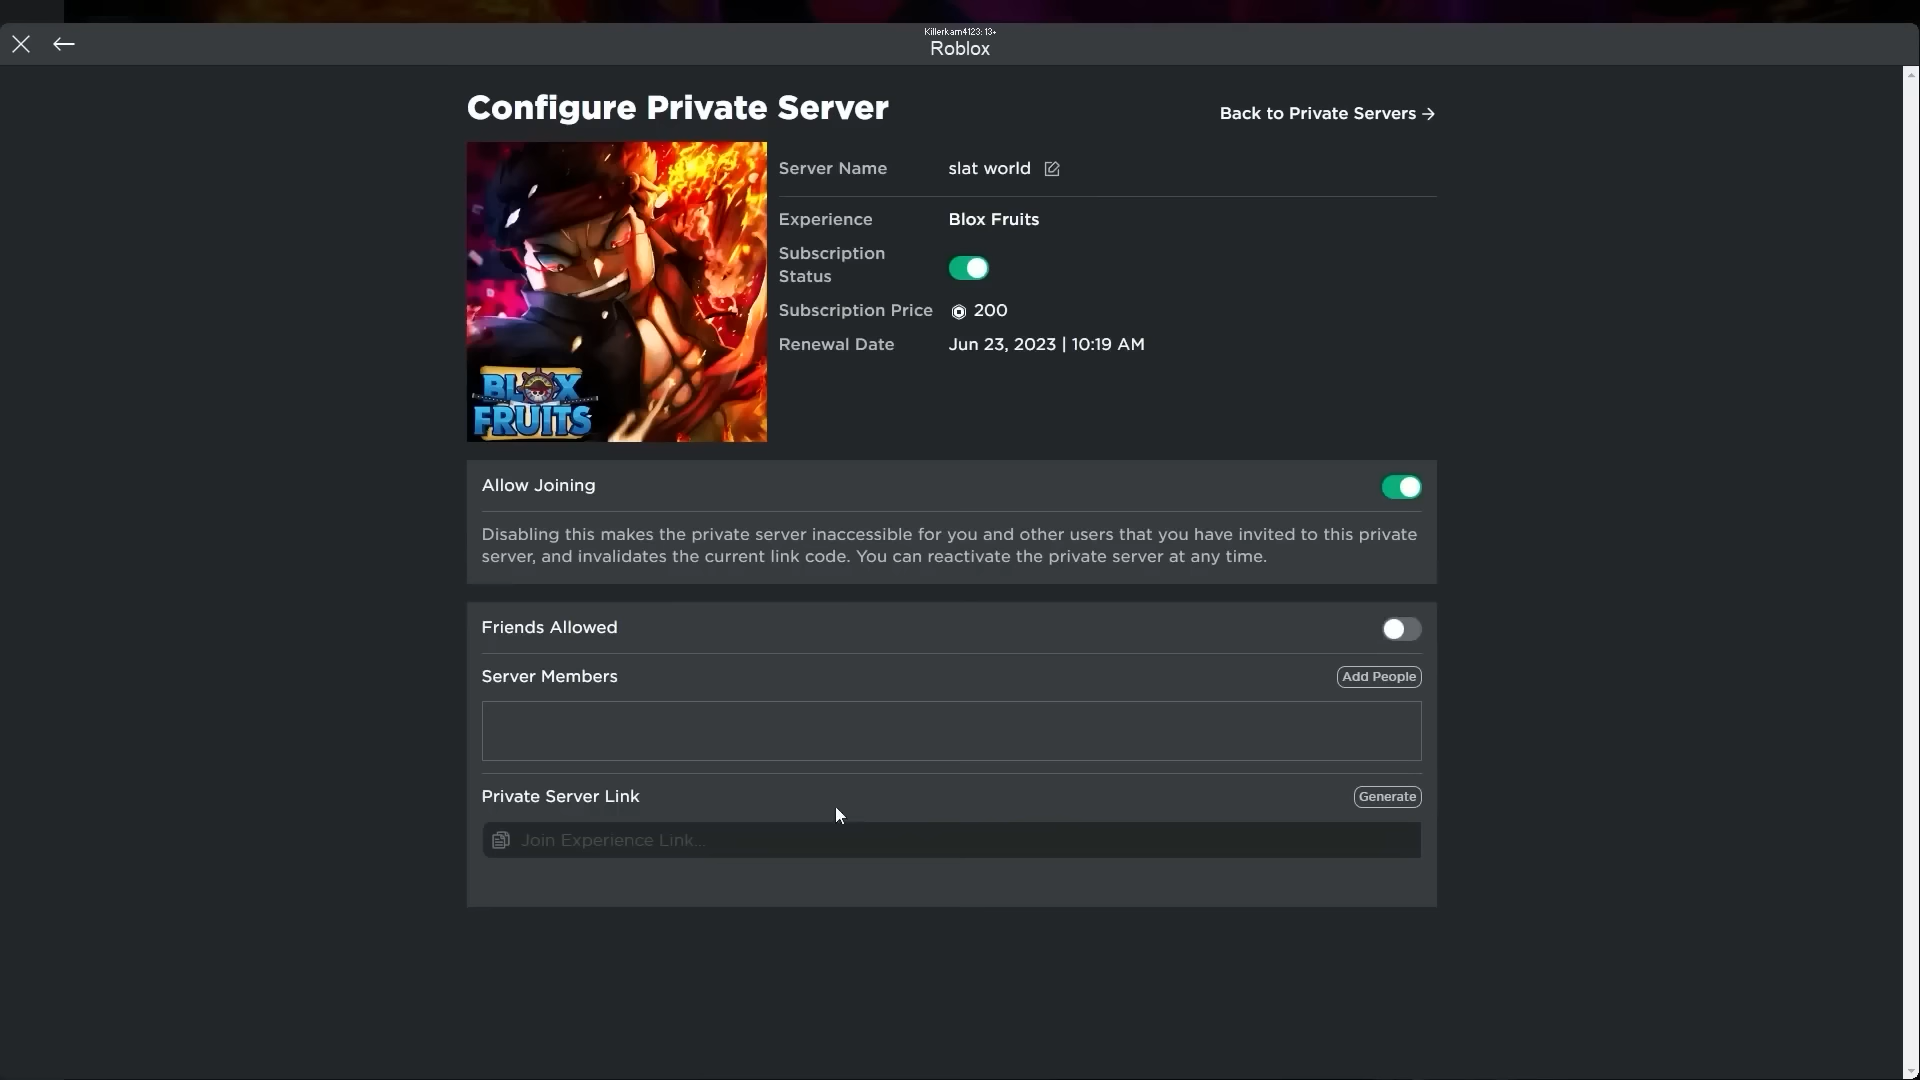 Killerkam4123: 13+
Roblox
Configure Private Server
Back to Private Servers →
Server Name slat world
Experience Blox Fruits
Subscription
Status
Subscription Price 200
Renewal Date Jun 23, 2023 | 10:19 AM
BLOX
FRUITS
Allow Joining
Disabling this makes the private server inaccessible for you and other users that you have invited to this private
server, and invalidates the current link code. You can reactivate the private server at any time.
Friends Allowed
Server Members Add People
Private Server Link Generate
Join Experience Link...